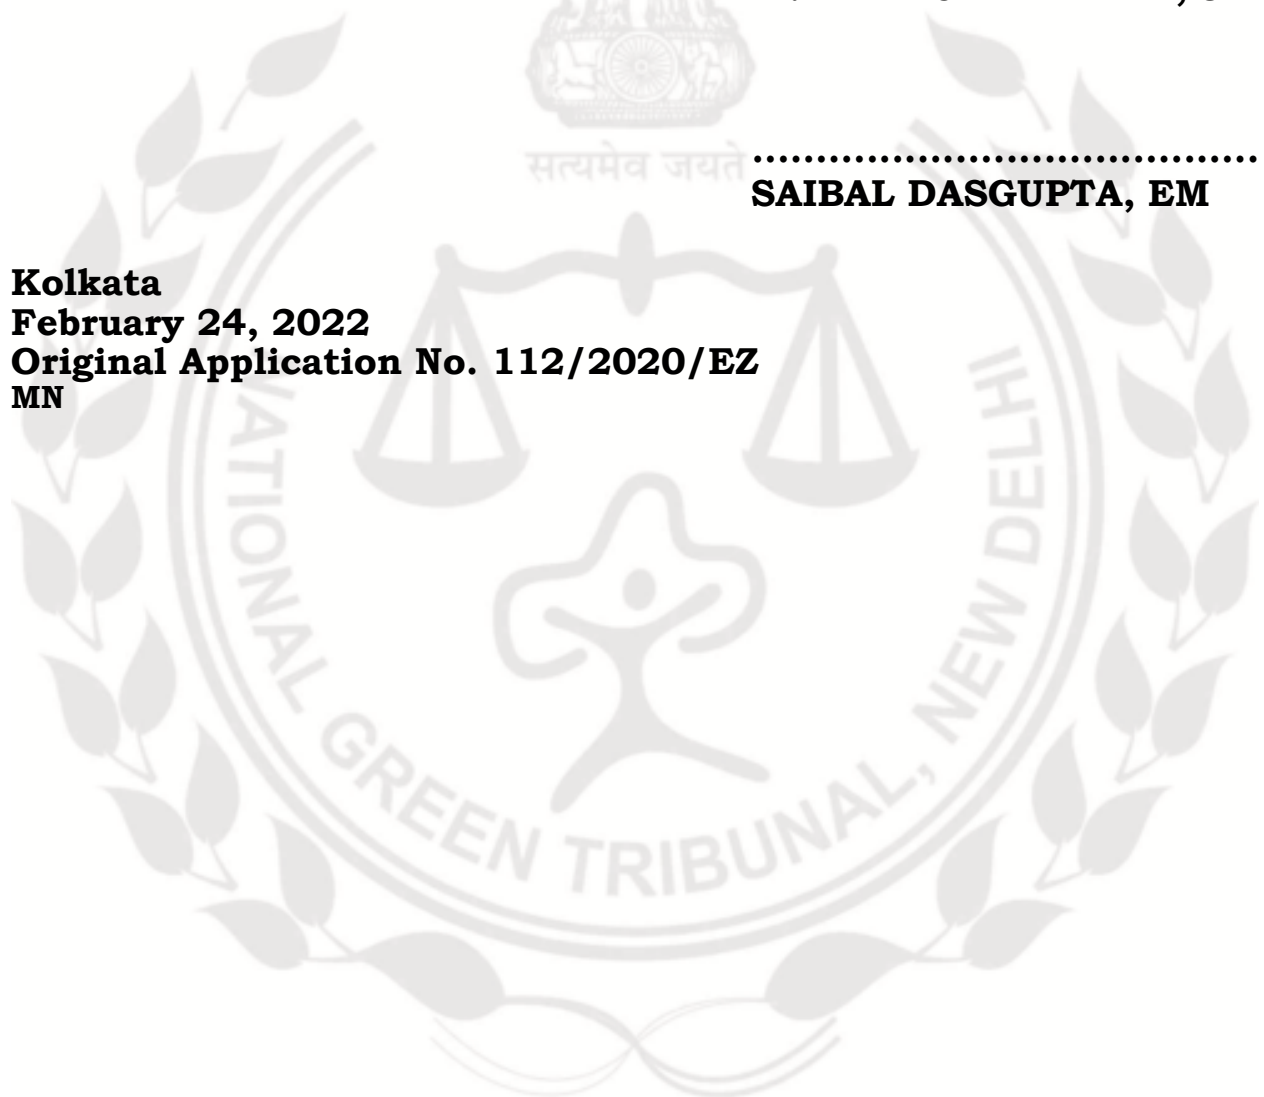 सत्यमेव जयते
........................................
SAIBAL DASGUPTA, EM
Kolkata
February 24, 2022
Original Application No. 112/2020/EZ
MN
NATIONAL GREEN TRIBUNAL, NEW DELHI